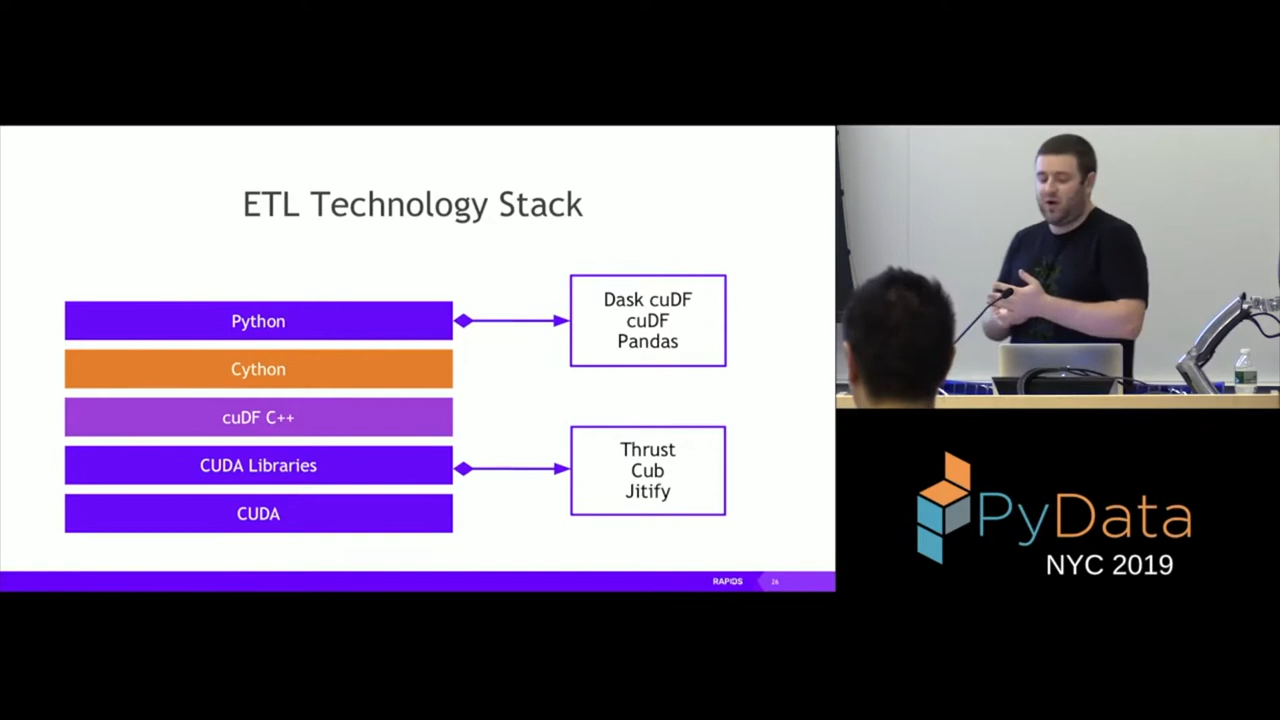 ETL Technology Stack
Python
Cython
cuDF C++
CUDA Libraries
CUDA
Dask cuDF
cuDF
Pandas
Thrust
Cub
Jitify
RAPIDS
26
PyData
NYC 2019